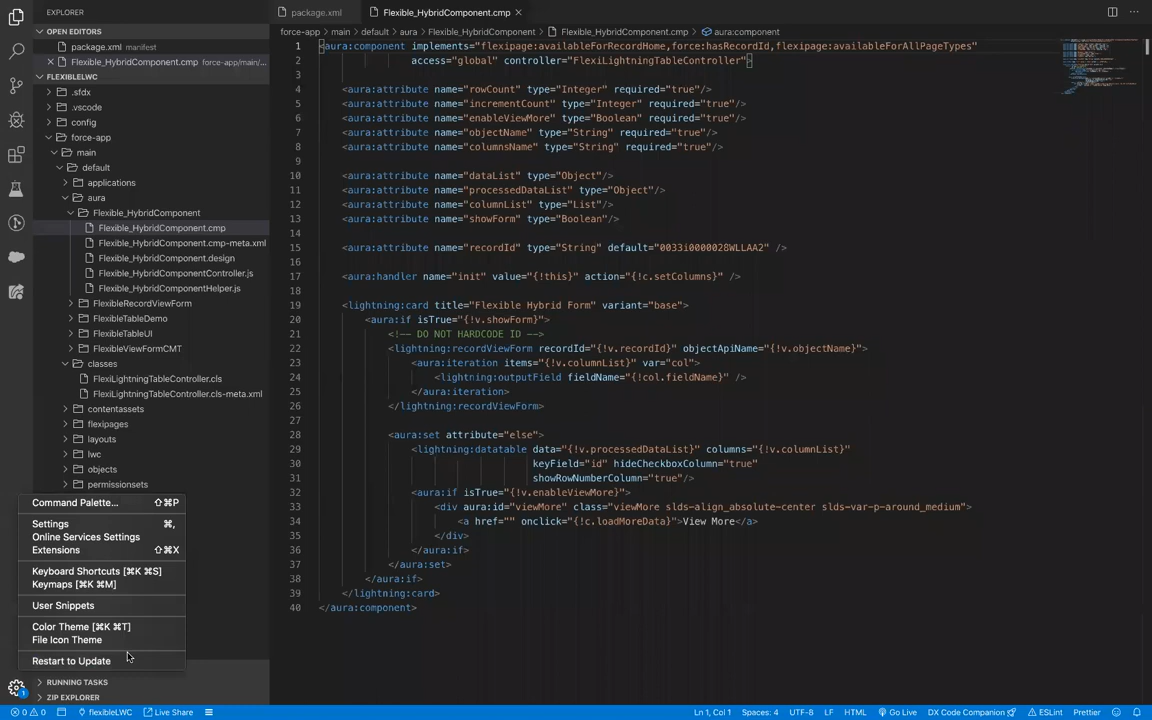 EXPLORER
OPEN EDITORS
package.xml manifest
Flexible_HybridComponent.cmp force-app/main/...
FLEXIBLELWC
.sfdx
.vscode
config
force-app
main
default
applications
aura
Flexible_HybridComponent
Flexible_HybridComponent.cmp
Flexible_HybridComponent.cmp-meta.xml
Flexible_HybridComponent.design
Flexible_HybridComponentController.js
Flexible_HybridComponentHelper.js
FlexibleRecordViewForm
FlexibleTableDemo
FlexibleTableUI
FlexibleViewFormCMT
classes
FlexiLightningTableController.cls
FlexiLightningTableController.cls-meta.xml
contentassets
flexipages
layouts
lwc
objects
permissionsets
Command Palette... ⇧⌘P
Settings ⌘,
Online Services Settings
Extensions ⇧⌘X
Keyboard Shortcuts [⌘K ⌘S]
Keymaps [⌘K ⌘M]
User Snippets
Color Theme [⌘K ⌘T]
File Icon Theme
Restart to Update
1
RUNNING TASKS
ZIP EXPLORER
package.xml
Flexible_HybridComponent.cmp ×
force-app > main > default > aura > Flexible_HybridComponent > Flexible_HybridComponent.cmp > aura:component
1 <aura:component implements="flexipage:availableForRecordHome,force:hasRecordId,flexipage:availableForAllPageTypes"
2 access="global" controller="FlexiLightningTableController">
3
4 <aura:attribute name="rowCount" type="Integer" required="true"/>
5 <aura:attribute name="incrementCount" type="Integer" required="true"/>
6 <aura:attribute name="enableViewMore" type="Boolean" required="true"/>
7 <aura:attribute name="objectName" type="String" required="true"/>
8 <aura:attribute name="columnsName" type="String" required="true"/>
9
10 <aura:attribute name="dataList" type="Object"/>
11 <aura:attribute name="processedDataList" type="Object"/>
12 <aura:attribute name="columnList" type="List"/>
13 <aura:attribute name="showForm" type="Boolean"/>
14
15 <aura:attribute name="recordId" type="String" default="0033i0000028WLLAA2" />
16
17 <aura:handler name="init" value="{!this}" action="{!c.setColumns}" />
18
19 <lightning:card title="Flexible Hybrid Form" variant="base">
20 <aura:if isTrue="{!v.showForm}">
21 <!-- DO NOT HARDCODE ID -->
22 <lightning:recordViewForm recordId="{!v.recordId}" objectApiName="{!v.objectName}">
23 <aura:iteration items="{!v.columnList}" var="col">
24 <lightning:outputField fieldName="{!col.fieldName}" />
25 </aura:iteration>
26 </lightning:recordViewForm>
27
28 <aura:set attribute="else">
29 <lightning:datatable data="{!v.processedDataList}" columns="{!v.columnList}"
30 keyField="id" hideCheckboxColumn="true"
31 showRowNumberColumn="true"/>
32 <aura:if isTrue="{!v.enableViewMore}">
33 <div aura:id="viewMore" class="viewMore slds-align_absolute-center slds-var-p-around_medium">
34 <a href="" onclick="{!c.loadMoreData}">View More</a>
35 </div>
36 </aura:if>
37 </aura:set>
38 </aura:if>
39 </lightning:card>
40 </aura:component>
0 0 flexibleLWC Live Share Ln 1, Col 1 Spaces: 4 UTF-8 LF HTML Go Live DX Code Companion ESLint Prettier